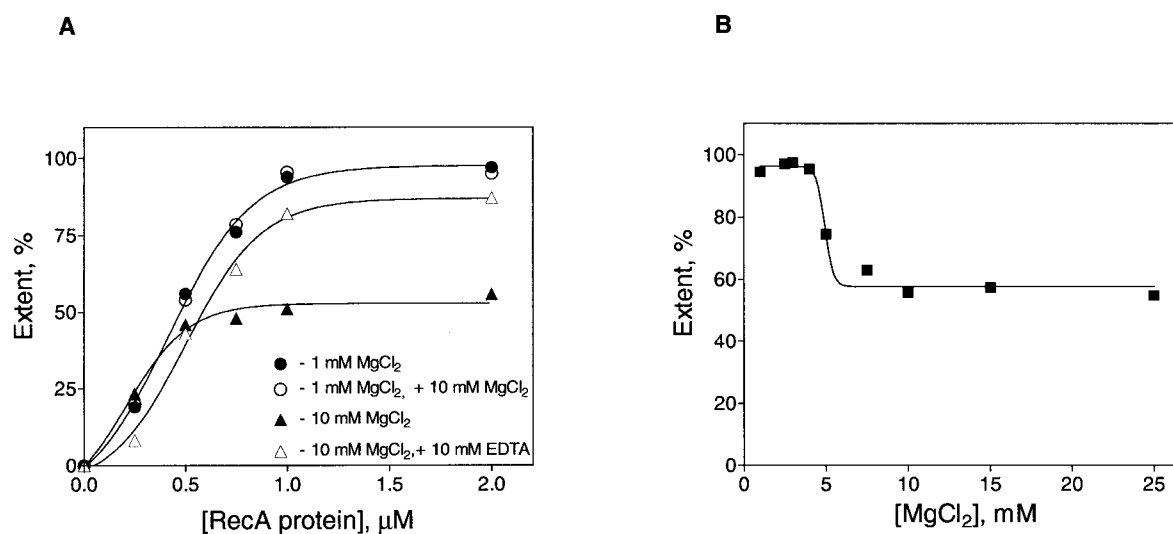 A
Extent, %
100
75
50
25
0
0.0 0.5 1.0 1.5 2.0
[RecA protein], μM
- 1 mM MgCl2
- 1 mM MgCl2, + 10 mM MgCl2
- 10 mM MgCl2
- 10 mM MgCl2,+ 10 mM EDTA
B
Extent, %
100
80
60
40
20
0
0 5 10 15 20 25
[MgCl2], mM